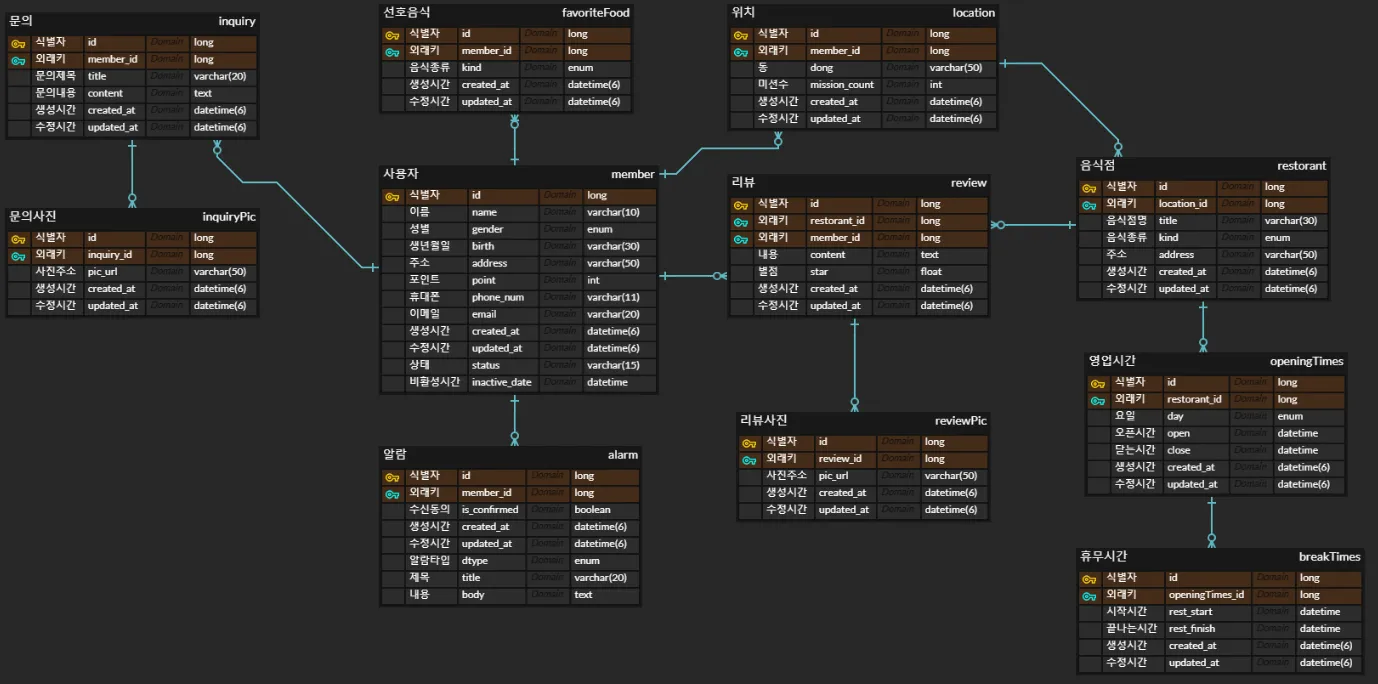 문의 inquiry
식별자 id Domain long
외래키 member_id Domain long
문의제목 title Domain varchar(20)
문의내용 content Domain text
생성시간 created_at Domain datetime(6)
수정시간 updated_at Domain datetime(6)
선호음식 favoriteFood
식별자 id Domain long
외래키 member_id Domain long
음식종류 kind Domain enum
생성시간 created_at Domain datetime(6)
수정시간 updated_at Domain datetime(6)
위치 location
식별자 id Domain long
외래키 member_id Domain long
동 dong Domain varchar(50)
미션수 mission_count Domain int
생성시간 created_at Domain datetime(6)
수정시간 updated_at Domain datetime(6)
문의사진 inquiryPic
식별자 id Domain long
외래키 inquiry_id Domain long
사진주소 pic_url Domain varchar(50)
생성시간 created_at Domain datetime(6)
수정시간 updated_at Domain datetime(6)
사용자 member
식별자 id Domain long
이름 name Domain varchar(10)
성별 gender Domain enum
생년월일 birth Domain varchar(30)
주소 address Domain varchar(50)
포인트 point Domain int
휴대폰 phone_num Domain varchar(11)
이메일 email Domain varchar(20)
생성시간 created_at Domain datetime(6)
수정시간 updated_at Domain datetime(6)
상태 status Domain varchar(15)
비활성시간 inactive_date Domain datetime
리뷰 review
식별자 id Domain long
외래키 restorant_id Domain long
외래키 member_id Domain long
내용 content Domain text
별점 star Domain float
생성시간 created_at Domain datetime(6)
수정시간 updated_at Domain datetime(6)
음식점 restorant
식별자 id Domain long
외래키 location_id Domain long
음식점명 title Domain varchar(30)
음식종류 kind Domain enum
주소 address Domain varchar(50)
생성시간 created_at Domain datetime(6)
수정시간 updated_at Domain datetime(6)
알람 alarm
식별자 id Domain long
외래키 member_id Domain long
수신동의 is_confirmed Domain boolean
생성시간 created_at Domain datetime(6)
수정시간 updated_at Domain datetime(6)
알람타입 dtype Domain enum
제목 title Domain varchar(20)
내용 body Domain text
리뷰사진 reviewPic
식별자 id Domain long
외래키 review_id Domain long
사진주소 pic_url Domain varchar(50)
생성시간 created_at Domain datetime(6)
수정시간 updated_at Domain datetime(6)
영업시간 openingTimes
식별자 id Domain long
외래키 restorant_id Domain long
요일 day Domain enum
오픈시간 open Domain datetime
닫는시간 close Domain datetime
생성시간 created_at Domain datetime(6)
수정시간 updated_at Domain datetime(6)
휴무시간 breakTimes
식별자 id Domain long
외래키 openingTimes_id Domain long
시작시간 rest_start Domain datetime
끝나는시간 rest_finish Domain datetime
생성시간 created_at Domain datetime(6)
수정시간 updated_at Domain datetime(6)